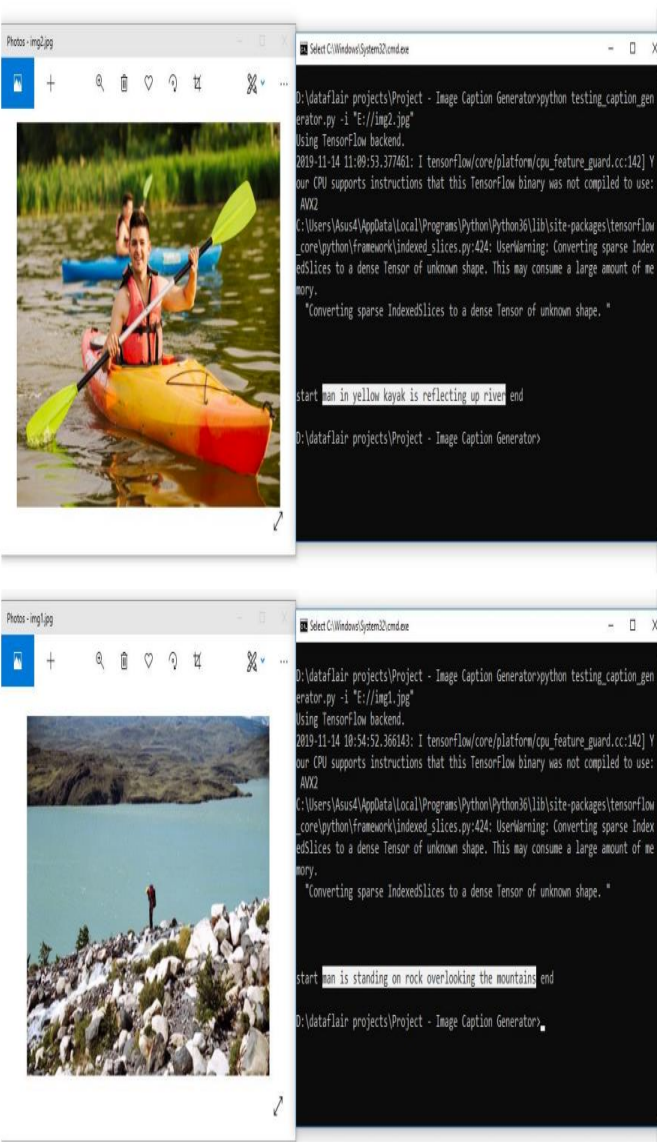 Photos - img2.jpg
Select C:\Windows\System32\cmd.exe
D:\dataflair projects\Project - Image Caption Generator>python testing_caption_gen
erator.py -i "E://img2.jpg"
Using TensorFlow backend.
2019-11-14 11:09:53.377461: I tensorflow/core/platform/cpu_feature_guard.cc:142] Y
our CPU supports instructions that this TensorFlow binary was not compiled to use:
AVX2
C:\Users\Asus4\AppData\Local\Programs\Python\Python36\lib\site-packages\tensorflow
_core\python\framework\indexed_slices.py:424: UserWarning: Converting sparse Index
edSlices to a dense Tensor of unknown shape. This may consume a large amount of me
mory.
"Converting sparse IndexedSlices to a dense Tensor of unknown shape. "
start man in yellow kayak is reflecting up river end
D:\dataflair projects\Project - Image Caption Generator>
Photos - img1.jpg
Select C:\Windows\System32\cmd.exe
D:\dataflair projects\Project - Image Caption Generator>python testing_caption_gen
erator.py -i "E://img1.jpg"
Using TensorFlow backend.
2019-11-14 10:54:52.366143: I tensorflow/core/platform/cpu_feature_guard.cc:142] Y
our CPU supports instructions that this TensorFlow binary was not compiled to use:
AVX2
C:\Users\Asus4\AppData\Local\Programs\Python\Python36\lib\site-packages\tensorflow
_core\python\framework\indexed_slices.py:424: UserWarning: Converting sparse Index
edSlices to a dense Tensor of unknown shape. This may consume a large amount of me
mory.
"Converting sparse IndexedSlices to a dense Tensor of unknown shape. "
start man is standing on rock overlooking the mountains end
D:\dataflair projects\Project - Image Caption Generator>